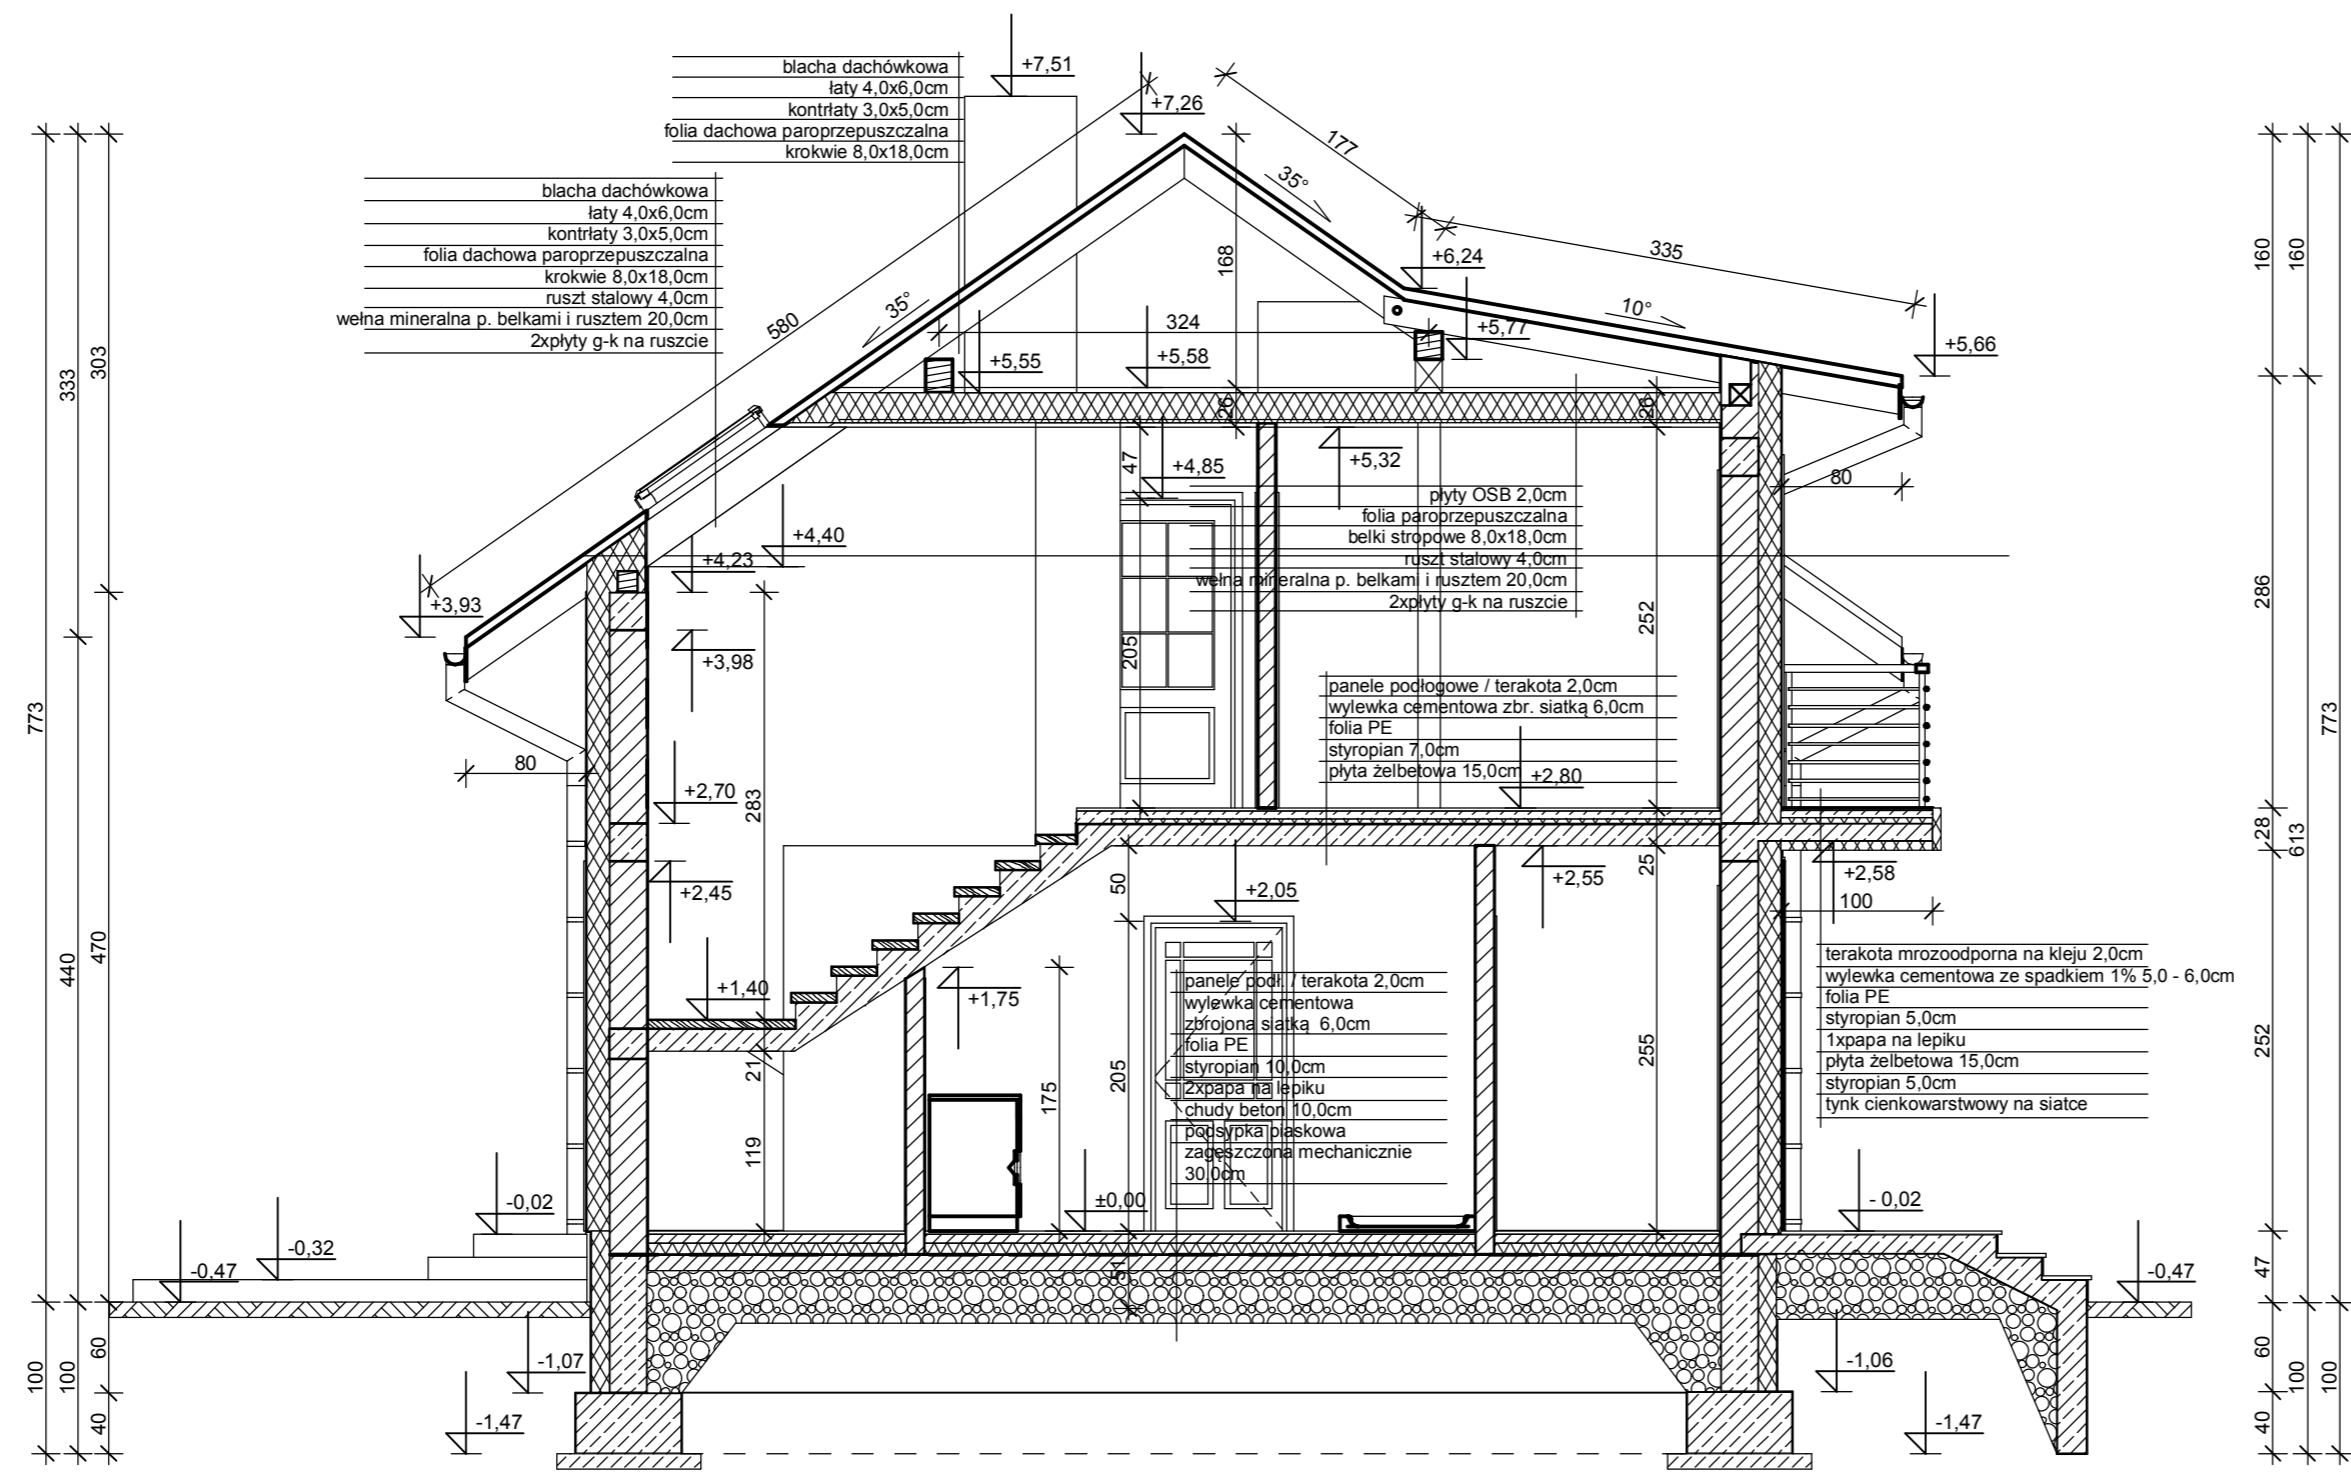 +7,51
blacha dachówkowa
łaty 4,0x6,0cm
kontrłaty 3,0x5,0cm
folia dachowa paroprzepuszczalna
krokwie 8,0x18,0cm
+7,26
177
35°
blacha dachówkowa
łaty 4,0x6,0cm
kontrłaty 3,0x5,0cm
folia dachowa paroprzepuszczalna
krokwie 8,0x18,0cm
ruszt stalowy 4,0cm
wełna mineralna p. belkami i rusztem 20,0cm
2xpłyty g-k na ruszcie
580
35°
168
+6,24
335
10°
324
+5,77
+5,55
+5,58
+5,66
26
26
+5,32
47
+4,85
80
+4,40
+4,23
+3,93
+3,98
205
płyty OSB 2,0cm
folia paroprzepuszczalna
belki stropowe 8,0x18,0cm
ruszt stalowy 4,0cm
wełna mineralna p. belkami i rusztem 20,0cm
2xpłyty g-k na ruszcie
252
panele podłogowe / terakota 2,0cm
wylewka cementowa zbr. siatką 6,0cm
folia PE
styropian 7,0cm
płyta żelbetowa 15,0cm
+2,80
80
+2,70
283
+2,45
50
+2,05
+2,55
25
+2,58
100
+1,40
+1,75
21
119
175
205
255
panele podł. / terakota 2,0cm
wylewka cementowa
zbrojona siatką 6,0cm
folia PE
styropian 10,0cm
2xpapa na lepiku
chudy beton 10,0cm
podsypka piaskowa
zagęszczona mechanicznie
30.0cm
terakota mrozoodporna na kleju 2,0cm
wylewka cementowa ze spadkiem 1% 5,0 - 6,0cm
folia PE
styropian 5,0cm
1xpapa na lepiku
płyta żelbetowa 15,0cm
styropian 5,0cm
tynk cienkowarstwowy na siatce
±0,00
51
-0,02
-0,32
-0,47
- 0,02
-0,47
-1,07
-1,47
-1,06
-1,47
773
333
303
440
470
100
100
60
40
160
160
286
28
613
773
252
47
60
40
100
100